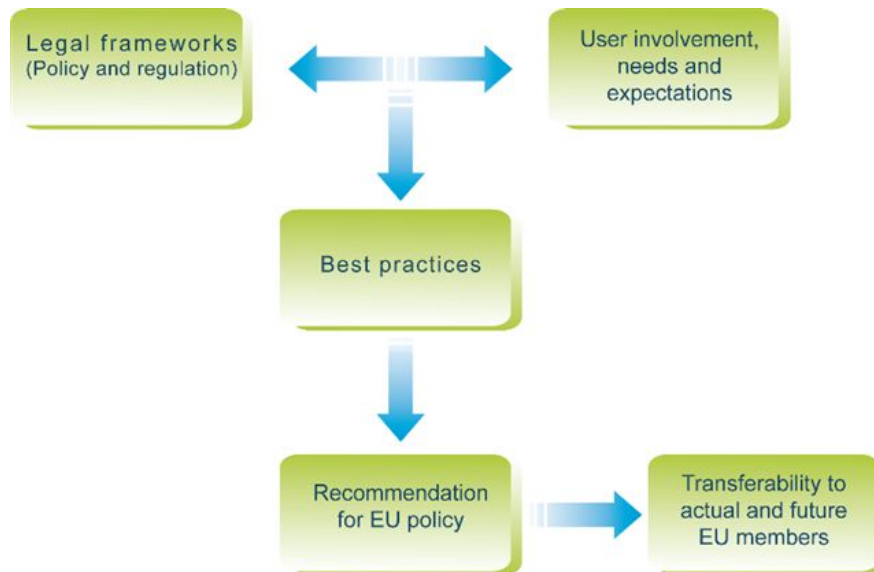 Legal frameworks
(Policy and regulation)
User involvement,
needs and
expectations
Best practices
Recommendation
for EU policy
Transferability to
actual and future
EU members